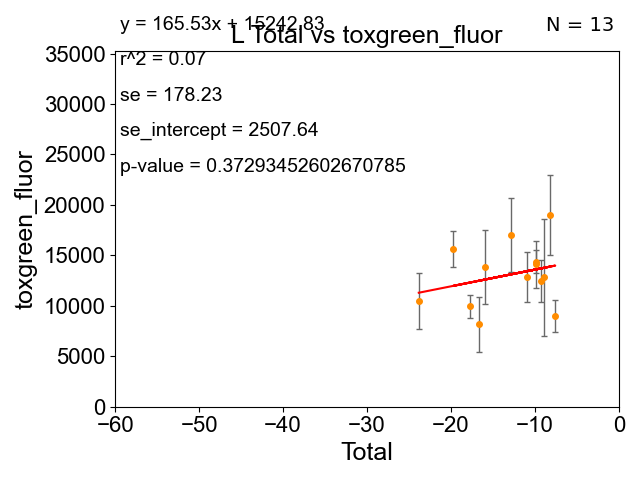 y = 165.53x + 15242.83
N = 13
L Total vs toxgreen_fluor
r^2 = 0.07
se = 178.23
se_intercept = 2507.64
p-value = 0.37293452602670785
35000
30000
25000
20000
15000
10000
5000
0
toxgreen_fluor
−60 −50 −40 −30 −20 −10 0
Total